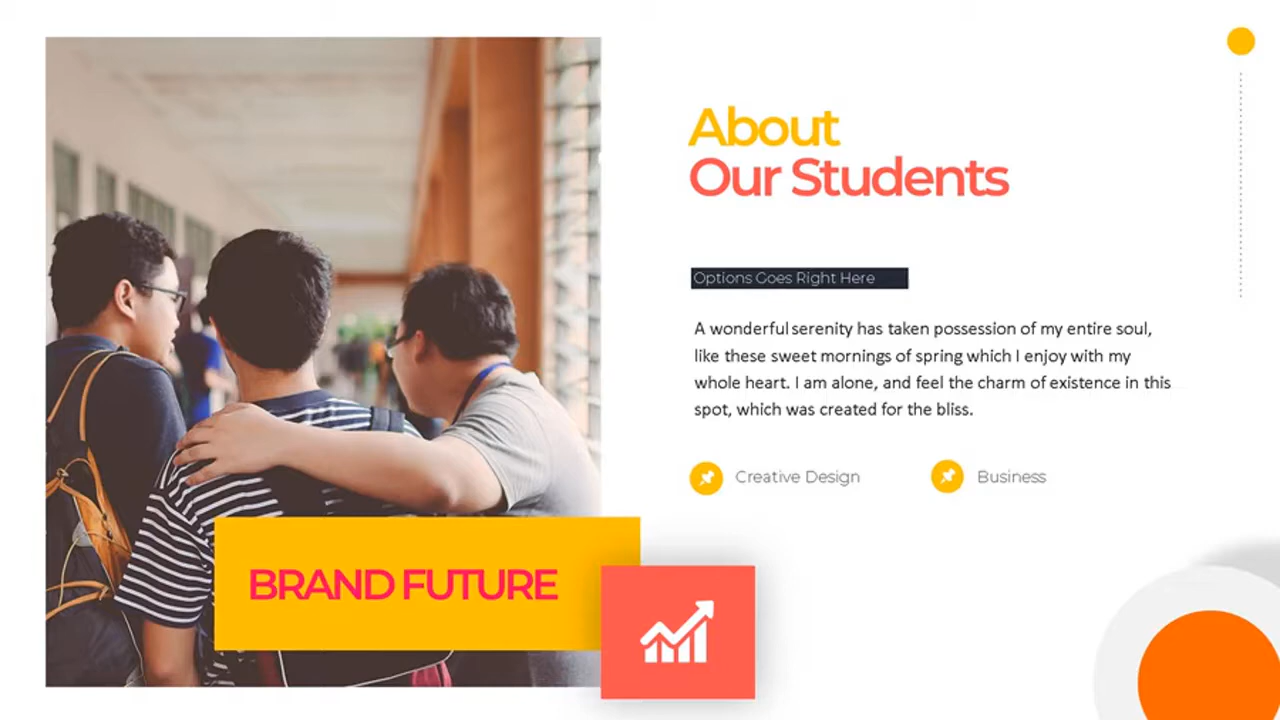 About
Our Students
Options Goes Right Here
A wonderful serenity has taken possession of my entire soul,
like these sweet mornings of spring which I enjoy with my
whole heart. I am alone, and feel the charm of existence in this
spot, which was created for the bliss.
Creative Design
Business
BRAND FUTURE